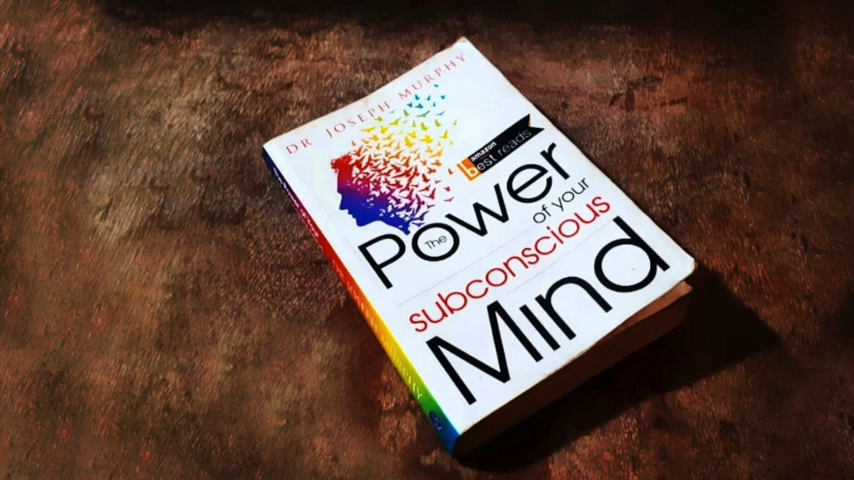 DR. JOSEPH MURPHY
amazon
best reads
The
Power
of your
subconscious
Mind